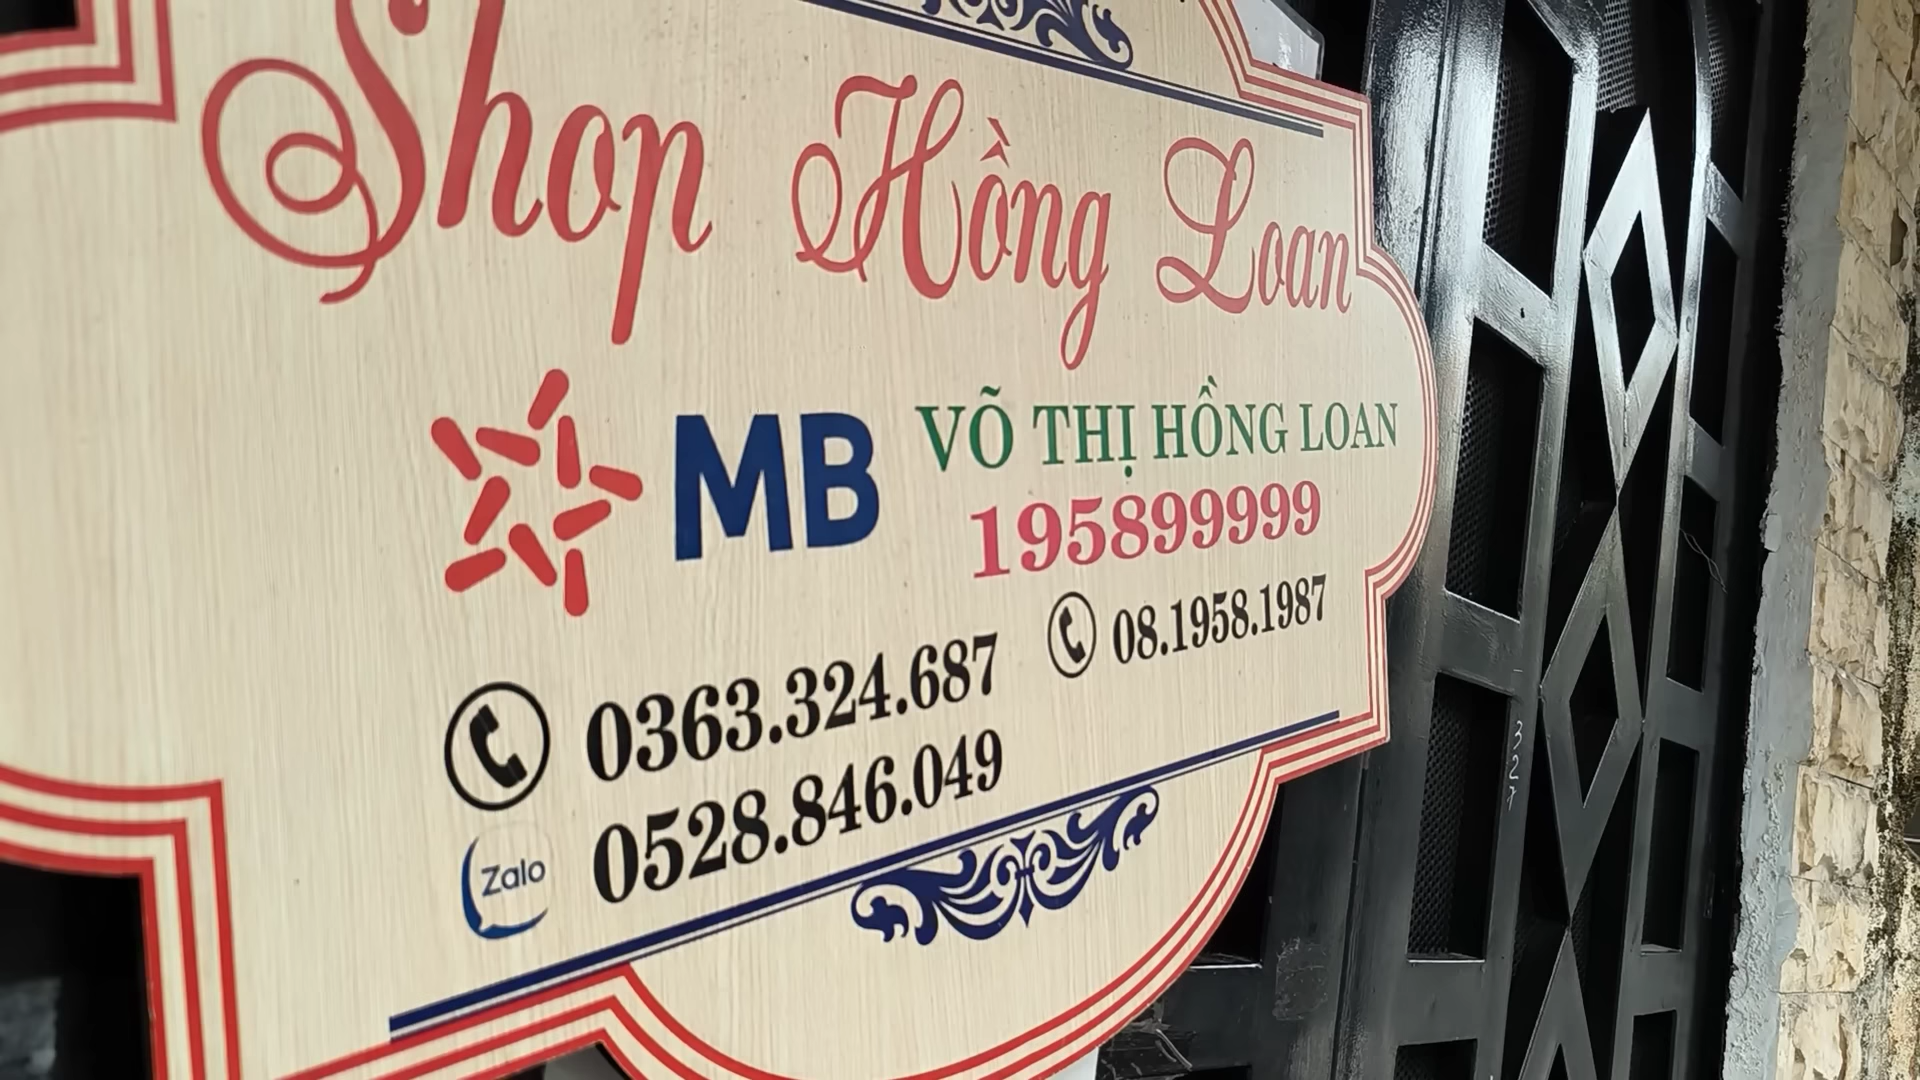 Shop Hồng Loan
MB
VÕ THỊ HỒNG LOAN
195899999
0363.324.687
08.1958.1987
Zalo
0528.846.049
327